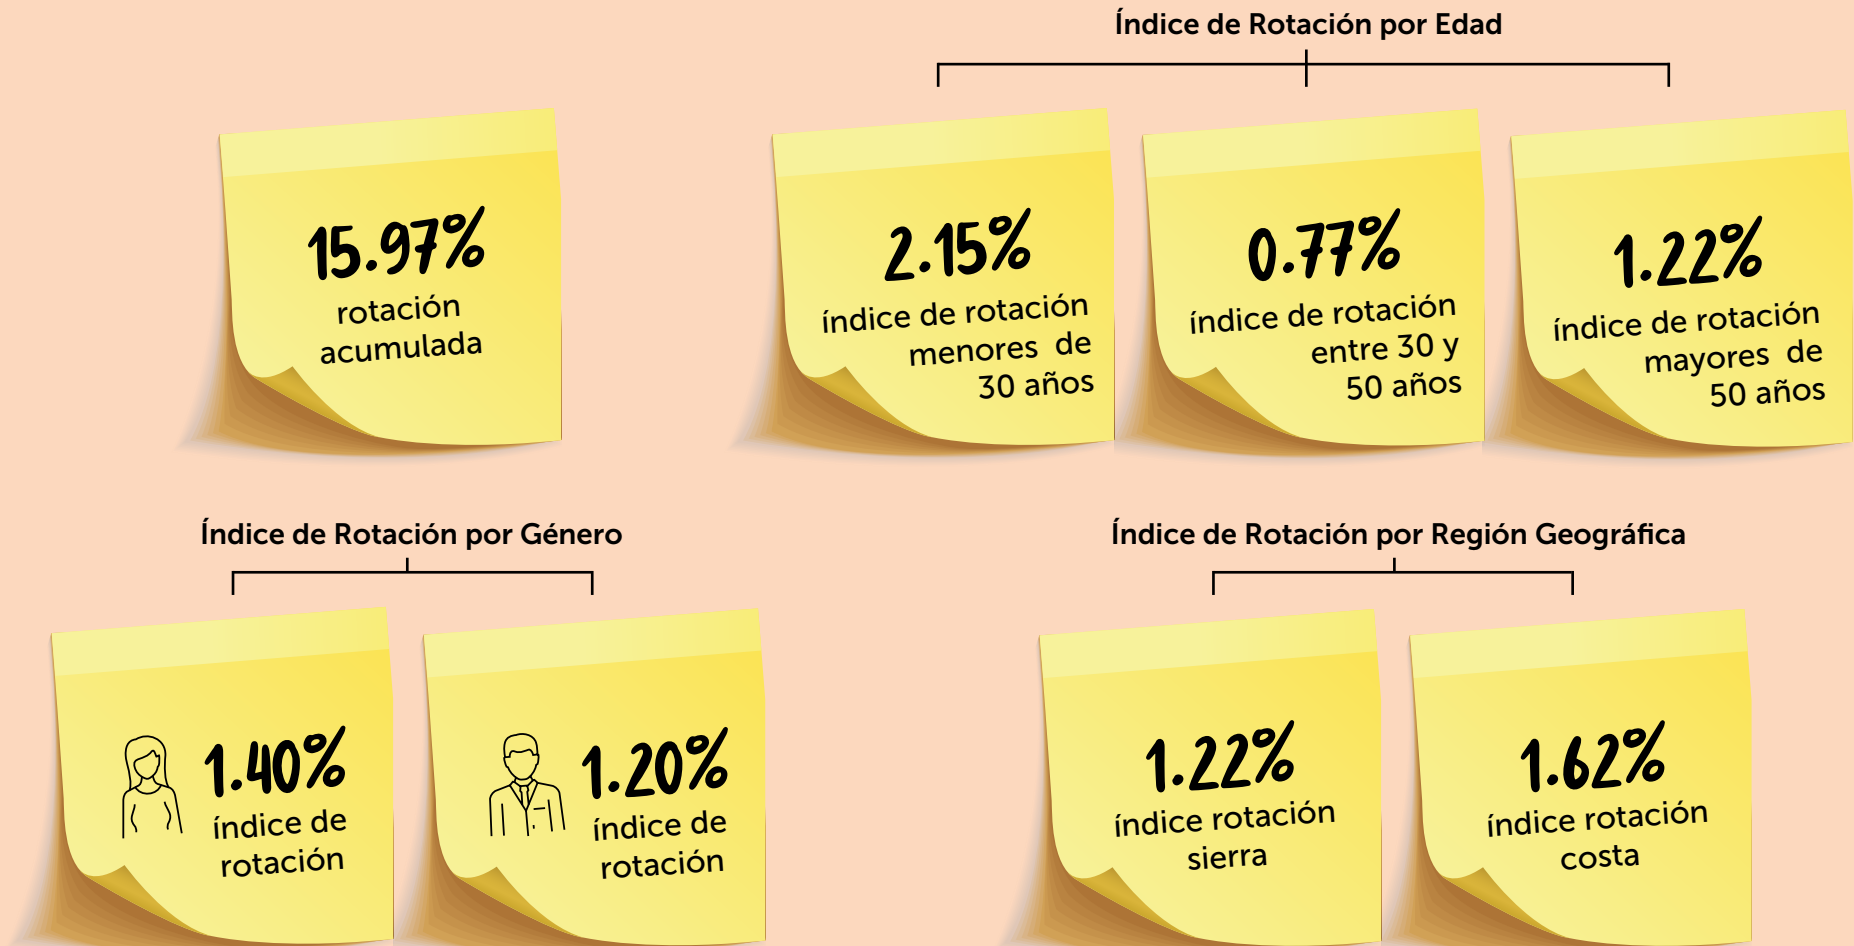 Índice de Rotación por Edad
15.97%
rotación
acumulada
2.15%
índice de rotación
menores de
30 años
0.77%
índice de rotación
entre 30 y
50 años
1.22%
índice de rotación
mayores de
50 años
Índice de Rotación por Género
1.40%
índice de
rotación
1.20%
índice de
rotación
Índice de Rotación por Región Geográfica
1.22%
índice rotación
sierra
1.62%
índice rotación
costa